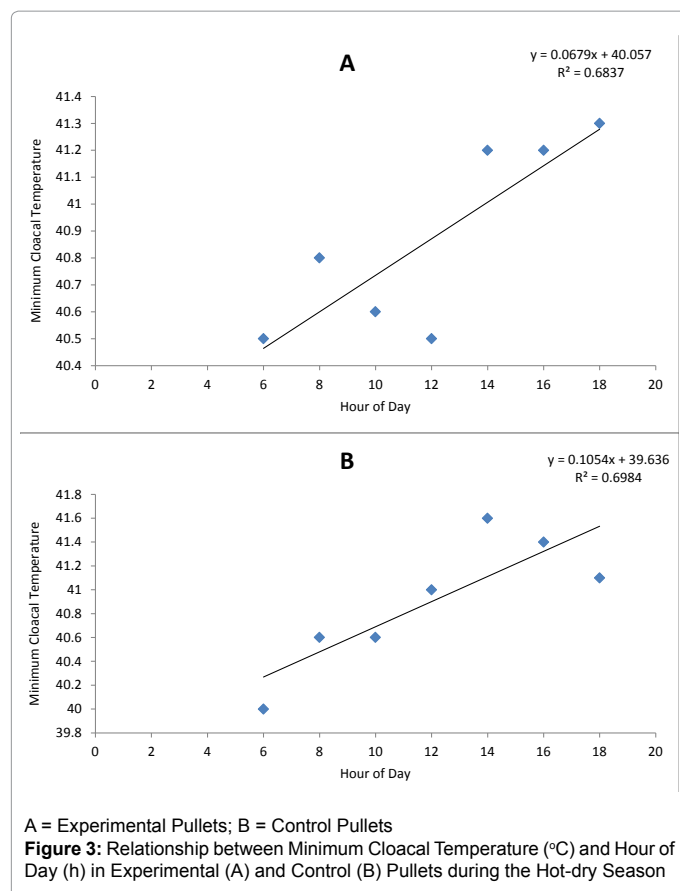 A
y = 0.0679x + 40.057
R² = 0.6837
41.4
41.3
41.2
41.1
41
40.9
40.8
40.7
40.6
40.5
40.4
Minimum Cloacal Temperature
0 2 4 6 8 10 12 14 16 18 20
Hour of Day
B
y = 0.1054x + 39.636
R² = 0.6984
41.8
41.6
41.4
41.2
41
40.8
40.6
40.4
40.2
40
39.8
Minimum Cloacal Temperature
0 2 4 6 8 10 12 14 16 18 20
Hour of Day
A = Experimental Pullets; B = Control Pullets
Figure 3: Relationship between Minimum Cloacal Temperature (°C) and Hour of
Day (h) in Experimental (A) and Control (B) Pullets during the Hot-dry Season